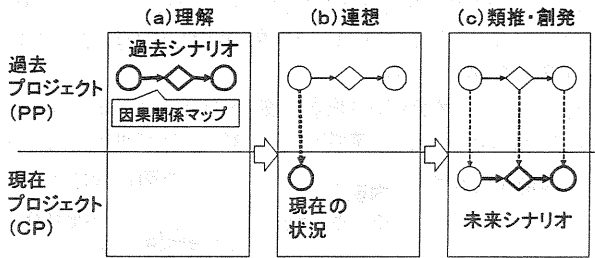 (a)理解
(b)連想
(c)類推・創発
過去
プロジェクト
(PP)
過去シナリオ
因果関係マップ
現在
プロジェクト
(CP)
現在の
状況
未来シナリオ